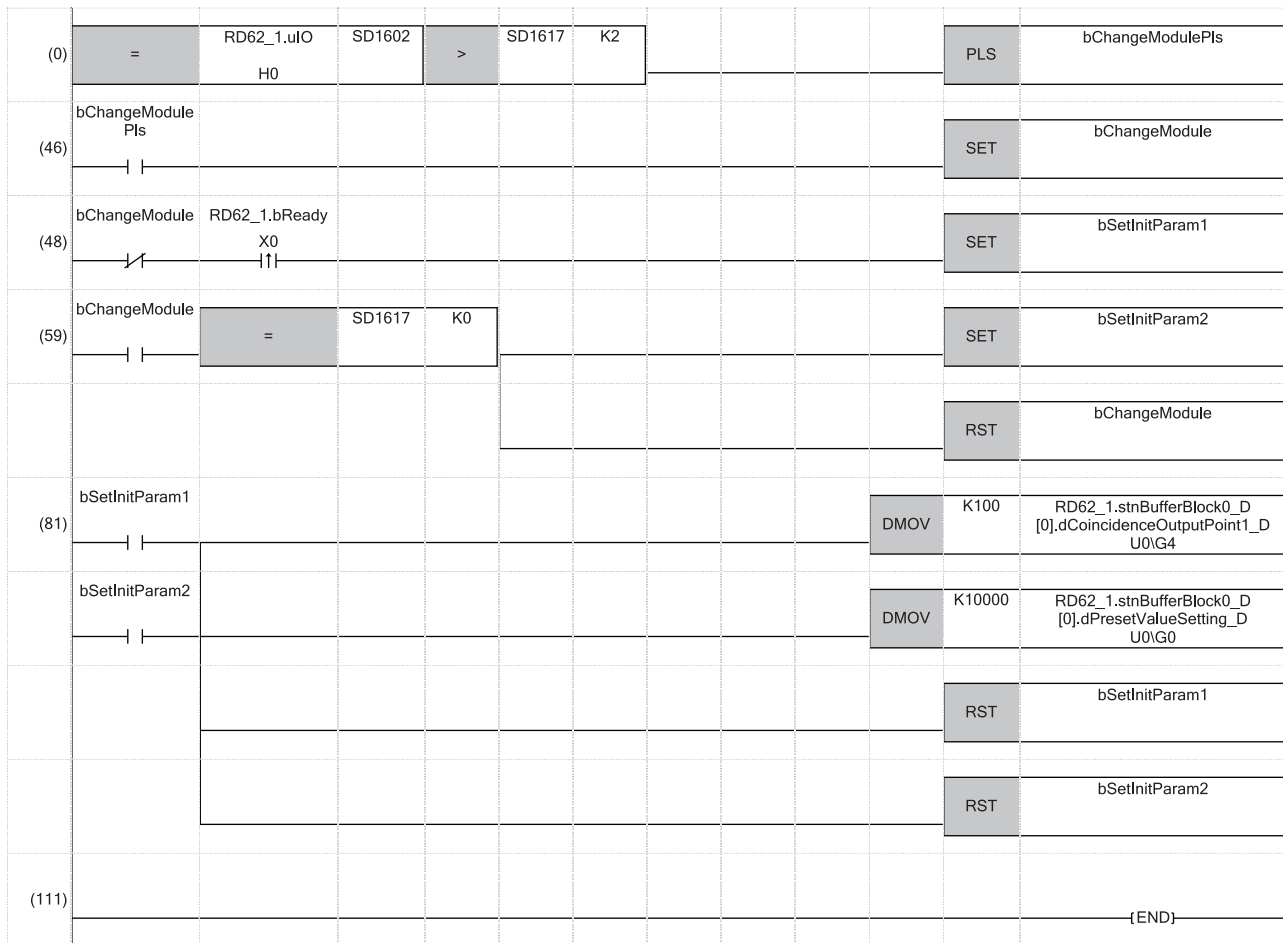 (0)
=
RD62_1.uIO
H0
SD1602
>
SD1617
K2
PLS
bChangeModulePls
(46)
bChangeModule
Pls
SET
bChangeModule
(48)
bChangeModule
RD62_1.bReady
X0
SET
bSetInitParam1
(59)
bChangeModule
=
SD1617
K0
SET
bSetInitParam2
RST
bChangeModule
(81)
bSetInitParam1
DMOV
K100
RD62_1.stnBufferBlock0_D
[0].dCoincidenceOutputPoint1_D
U0\G4
bSetInitParam2
DMOV
K10000
RD62_1.stnBufferBlock0_D
[0].dPresetValueSetting_D
U0\G0
RST
bSetInitParam1
RST
bSetInitParam2
(111)
[END]